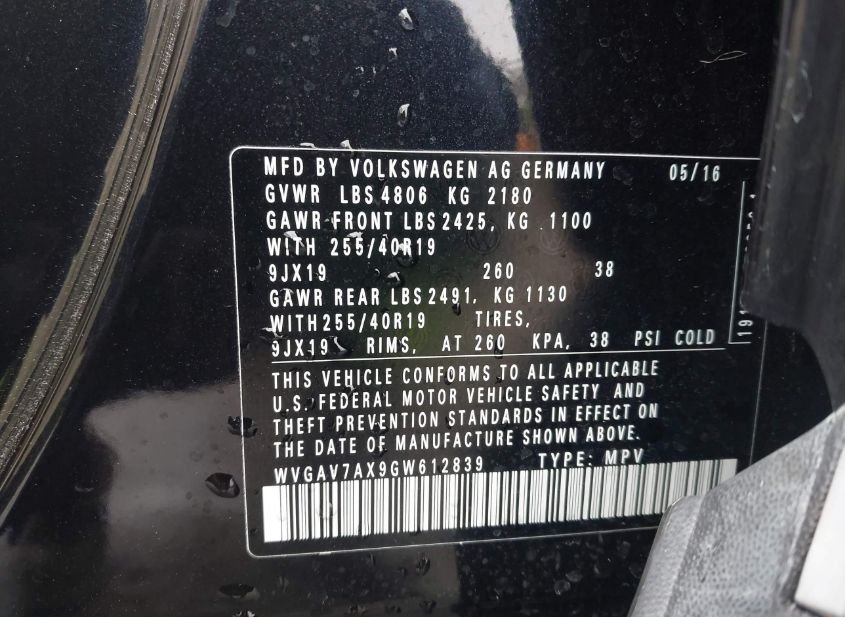 MFD BY VOLKSWAGEN AG GERMANY 05/16
GVWR LBS 4806 KG 2180
GAWR FRONT LBS 2425, KG 1100
WITH 255/40R19
9JX19 260 38
GAWR REAR LBS 2491, KG 1130
WITH 255/40R19 TIRES,
9JX19 RIMS, AT 260 KPA, 38 PSI COLD
THIS VEHICLE CONFORMS TO ALL APPLICABLE
U.S. FEDERAL MOTOR VEHICLE SAFETY AND
THEFT PREVENTION STANDARDS IN EFFECT ON
THE DATE OF MANUFACTURE SHOWN ABOVE.
WVGAV7AX9GW612839 TYPE: MPV